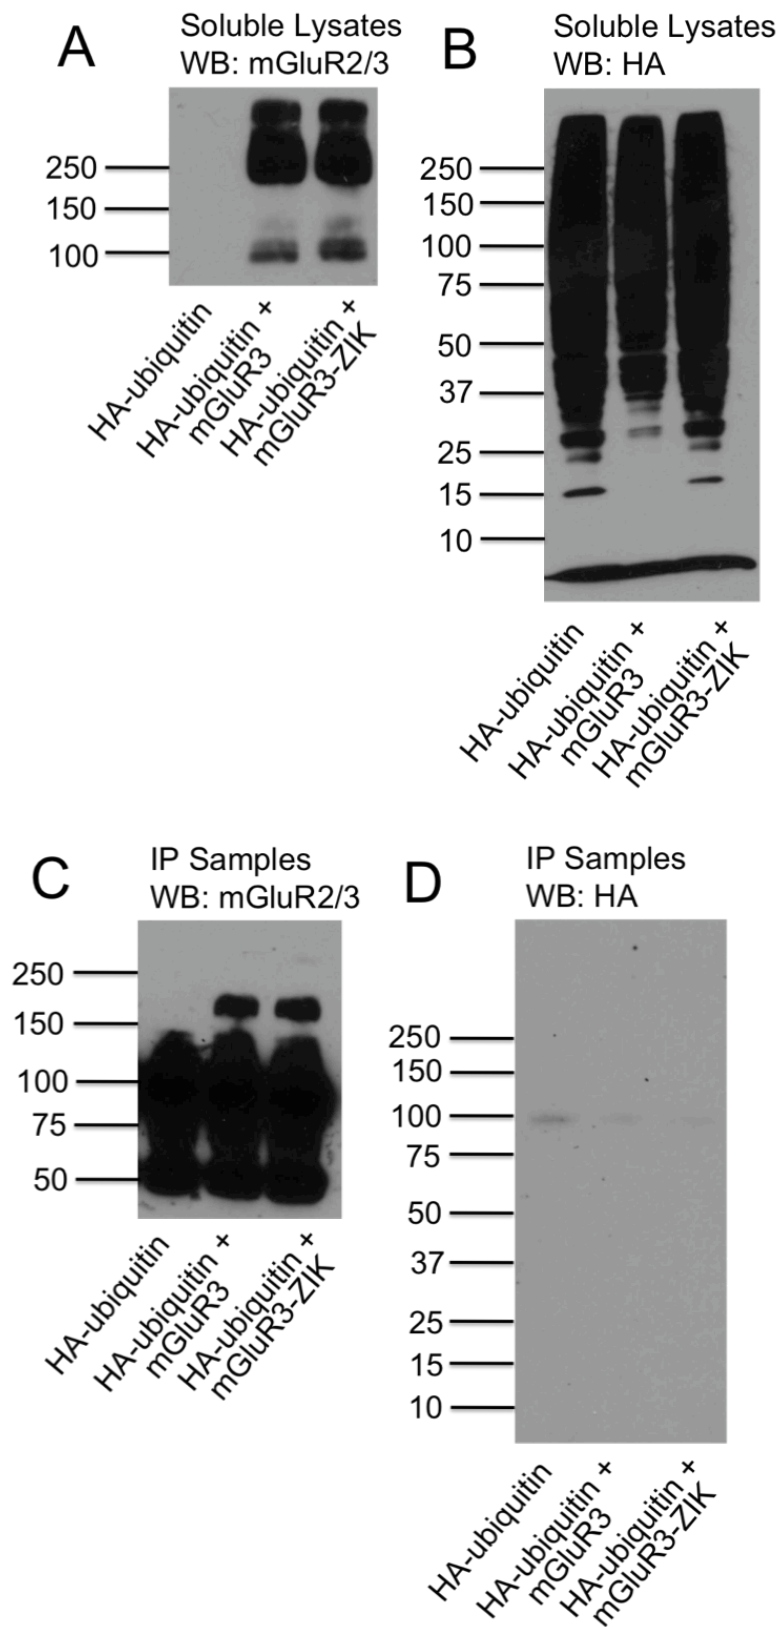 A
Soluble Lysates
WB: mGluR2/3
250
150
100
HA-ubiquitin
HA-ubiquitin +
mGluR3
HA-ubiquitin +
mGluR3-ZIK
B
Soluble Lysates
WB: HA
250
150
100
75
50
37
25
15
10
HA-ubiquitin
HA-ubiquitin +
mGluR3
HA-ubiquitin +
mGluR3-ZIK
C
IP Samples
WB: mGluR2/3
250
150
100
75
50
HA-ubiquitin
HA-ubiquitin +
mGluR3
HA-ubiquitin +
mGluR3-ZIK
D
IP Samples
WB: HA
250
150
100
75
50
37
25
15
10
HA-ubiquitin
HA-ubiquitin +
mGluR3
HA-ubiquitin +
mGluR3-ZIK